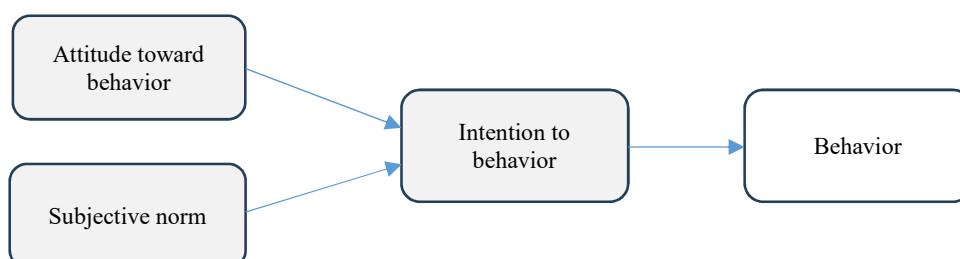 Attitude toward
behavior
Intention to
behavior
Behavior
Subjective norm